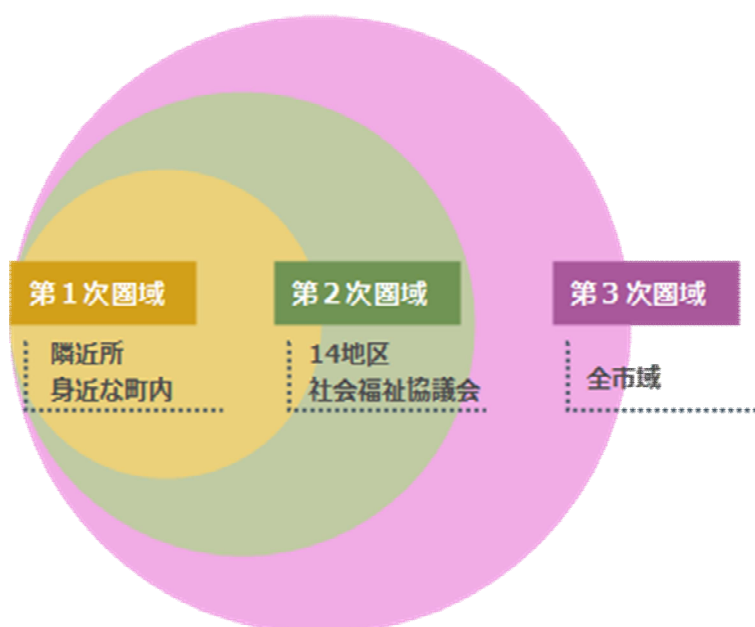 第１次圏域
隣近所
身近な町内
第２次圏域
14地区
社会福祉協議会
第３次圏域
全市域